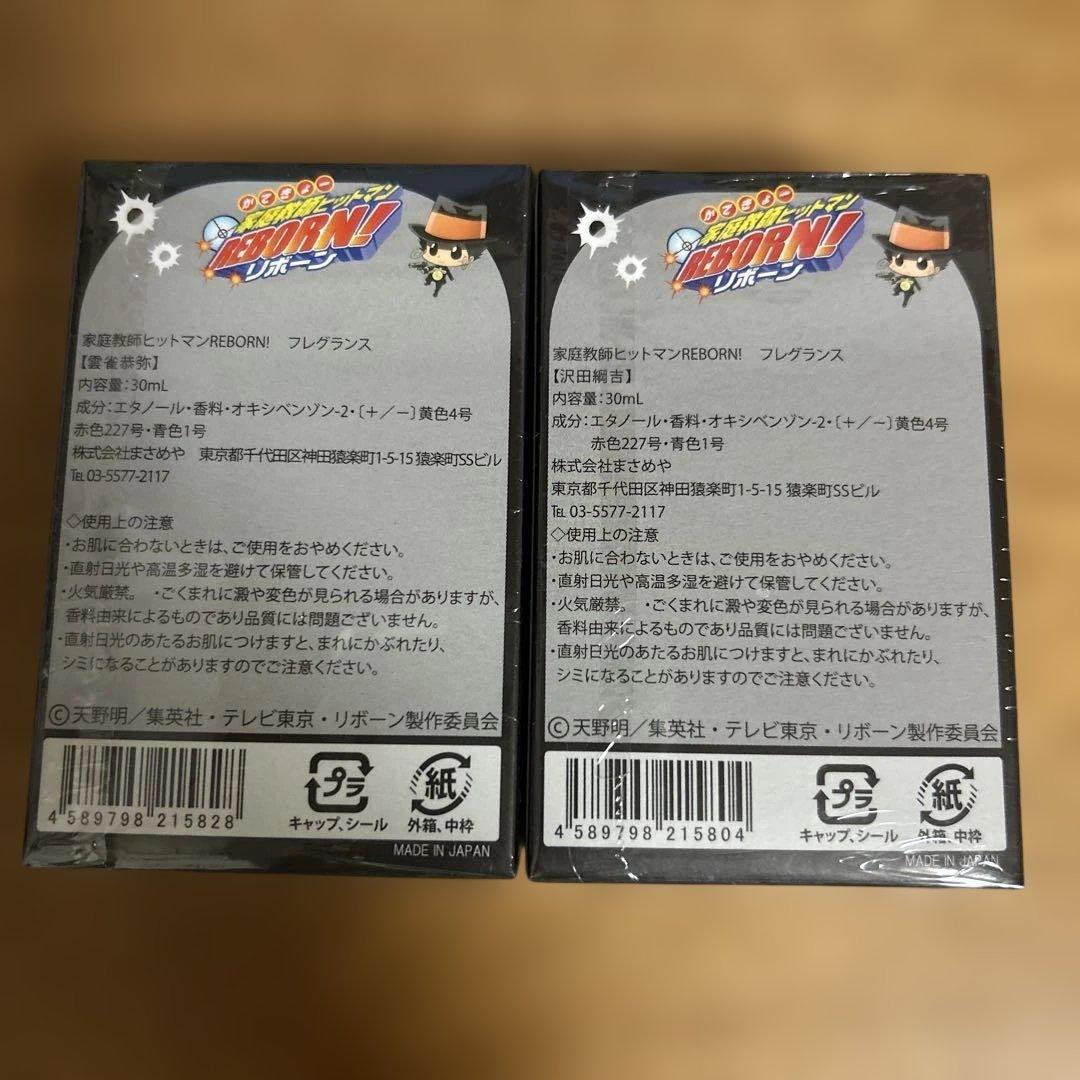 かてきょー
家庭教師ヒットマン
REBORN!
リボーン
家庭教師ヒットマンREBORN!　フレグランス
【雲雀恭弥】
内容量：30mL
成分：エタノール・香料・オキシベンゾン-2・〔＋／－〕黄色4号
赤色227号・青色1号
株式会社まさめや　東京都千代田区神田猿楽町1-5-15 猿楽町SSビル
℡ 03-5577-2117
◇使用上の注意
・お肌に合わないときは、ご使用をおやめください。
・直射日光や高温多湿を避けて保管してください。
・火気厳禁。　・ごくまれに澱や変色が見られる場合がありますが、
香料由来によるものであり品質には問題ございません。
・直射日光のあたるお肌につけますと、まれにかぶれたり、
シミになることがありますのでご注意ください。
©天野明／集英社・テレビ東京・リボーン製作委員会
4 589798 215828
プラ
キャップ、シール
紙
外箱、中枠
MADE IN JAPAN
かてきょー
家庭教師ヒットマン
REBORN!
リボーン
家庭教師ヒットマンREBORN!　フレグランス
【沢田綱吉】
内容量：30mL
成分：エタノール・香料・オキシベンゾン-2・〔＋／－〕黄色4号
赤色227号・青色1号
株式会社まさめや
東京都千代田区神田猿楽町1-5-15 猿楽町SSビル
℡ 03-5577-2117
◇使用上の注意
・お肌に合わないときは、ご使用をおやめください。
・直射日光や高温多湿を避けて保管してください。
・火気厳禁。　・ごくまれに澱や変色が見られる場合がありますが、
香料由来によるものであり品質には問題ございません。
・直射日光のあたるお肌につけますと、まれにかぶれたり、
シミになることがありますのでご注意ください。
©天野明／集英社・テレビ東京・リボーン製作委員会
4 589798 215804
プラ
キャップ、シール
紙
外箱、中枠
MADE IN JAPAN